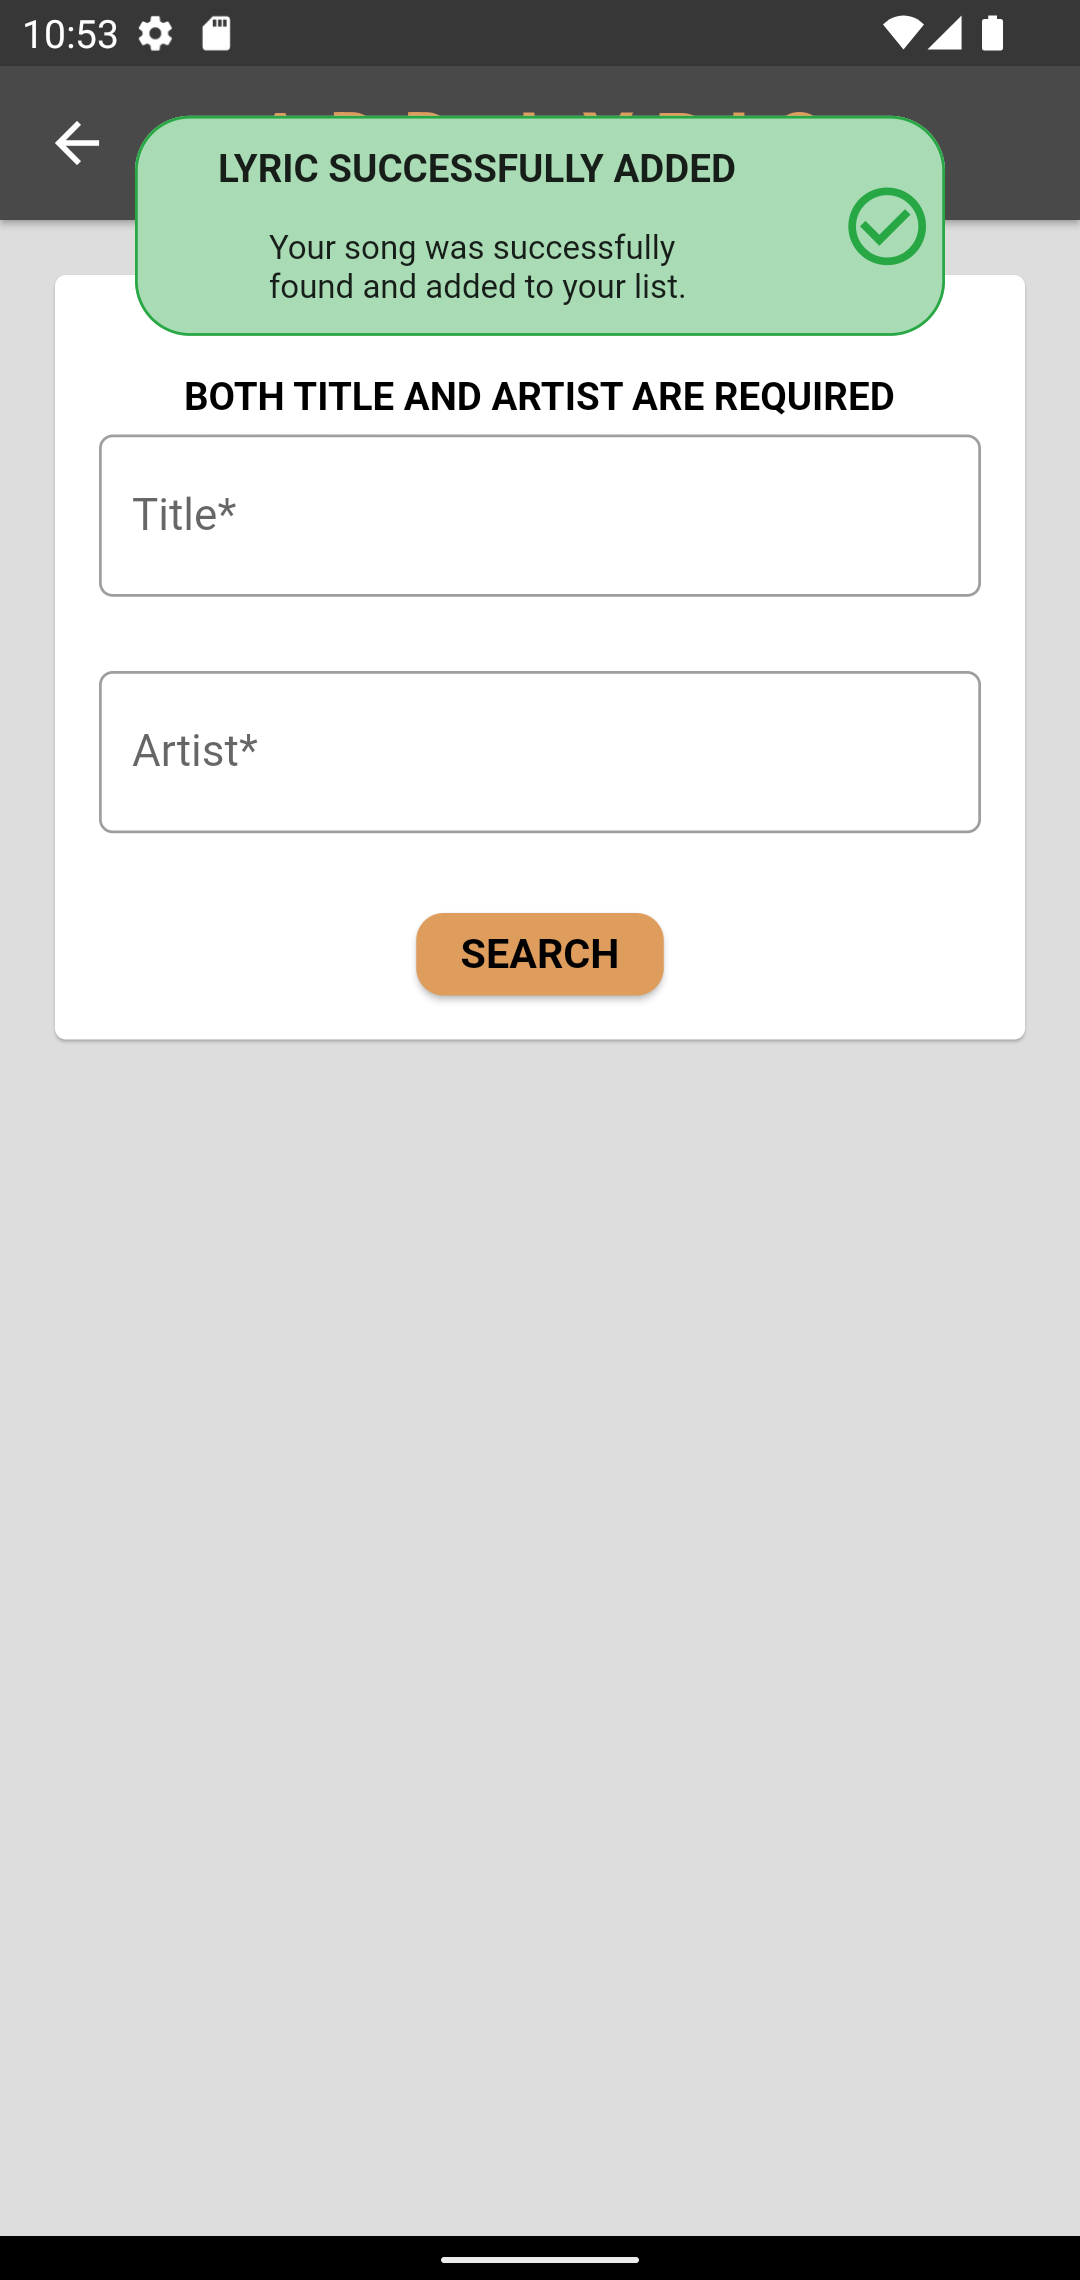 10:53
LYRIC SUCCESSFULLY ADDED
Your song was successfully
found and added to your list.
BOTH TITLE AND ARTIST ARE REQUIRED
Title*
Artist*
SEARCH